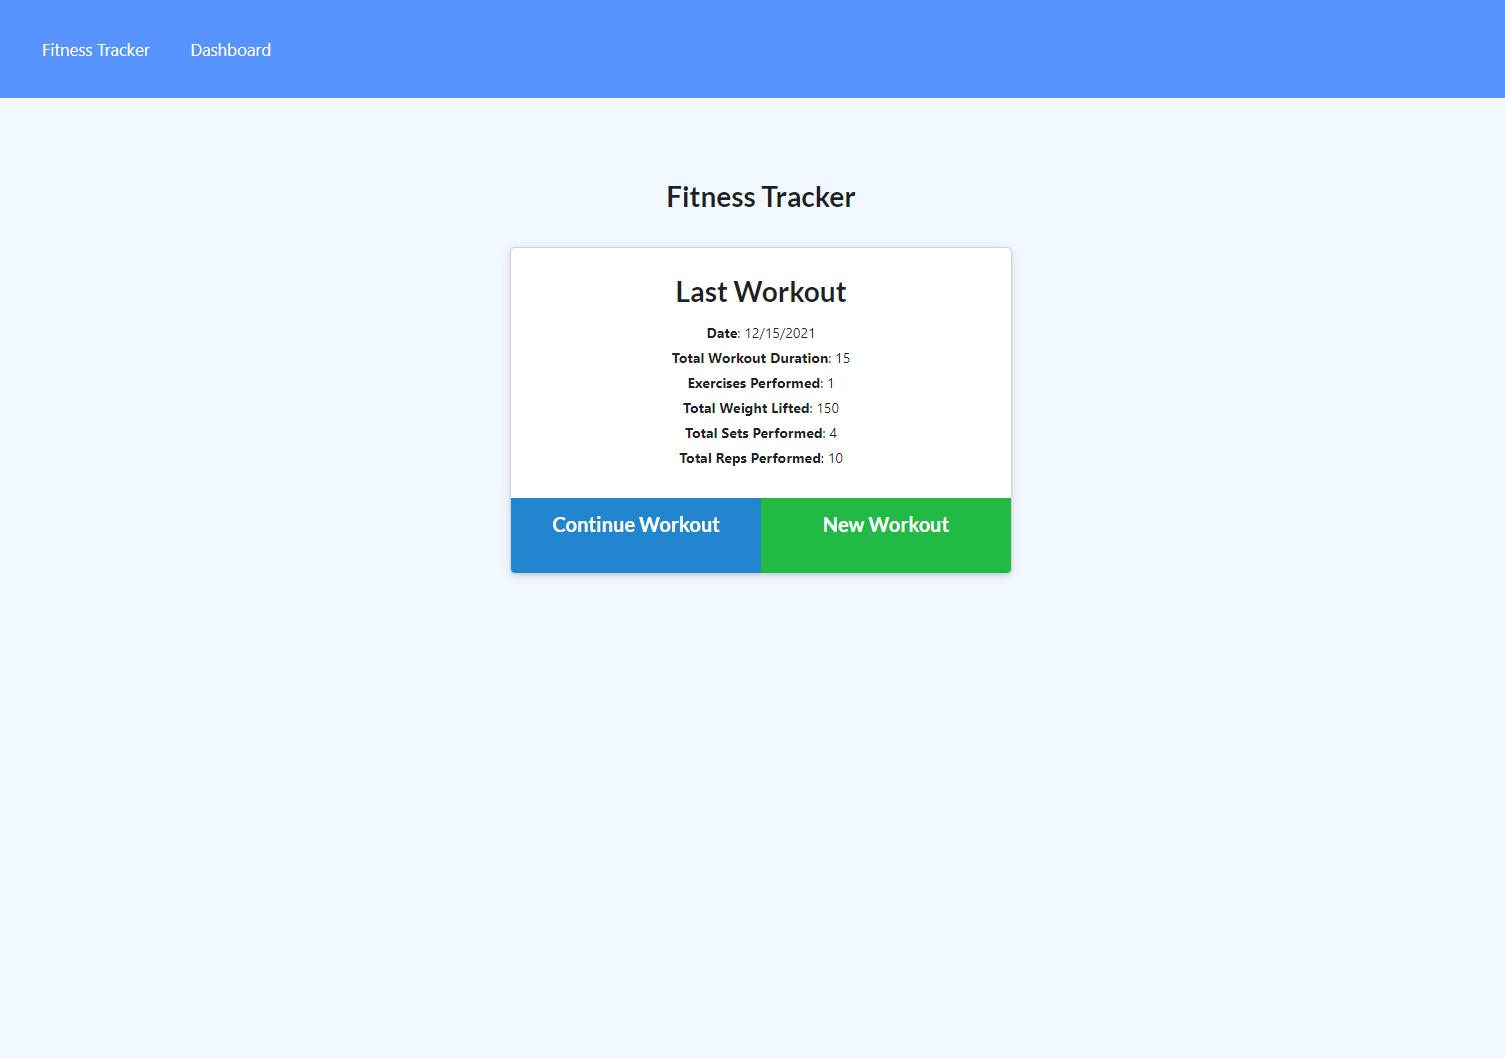 Fitness Tracker Dashboard
Fitness Tracker
Last Workout
Date: 12/15/2021
Total Workout Duration: 15
Exercises Performed: 1
Total Weight Lifted: 150
Total Sets Performed: 4
Total Reps Performed: 10
Continue Workout New Workout